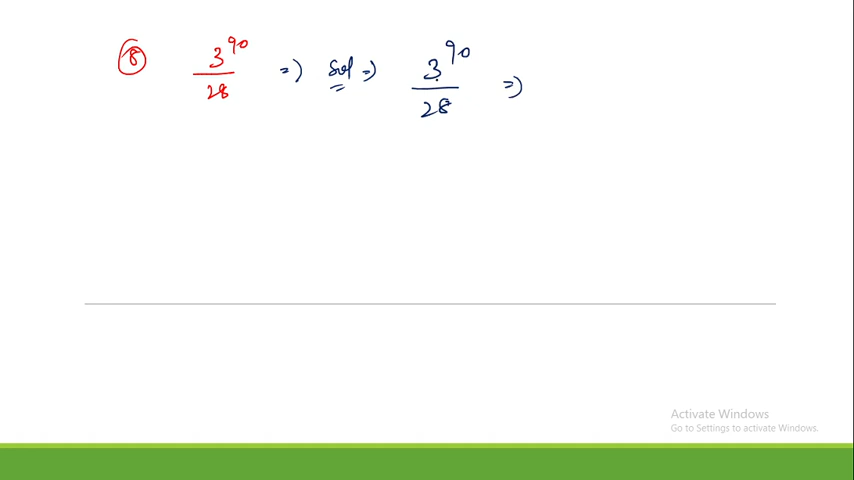 ⑧ 3^90/28 => Sol => 3^90/28 =>
Activate Windows
Go to Settings to activate Windows.